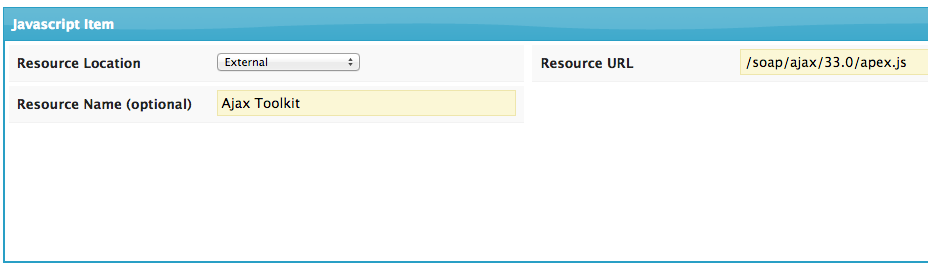 Javascript Item
Resource Location External Resource URL /soap/ajax/33.0/apex.js
Resource Name (optional) Ajax Toolkit